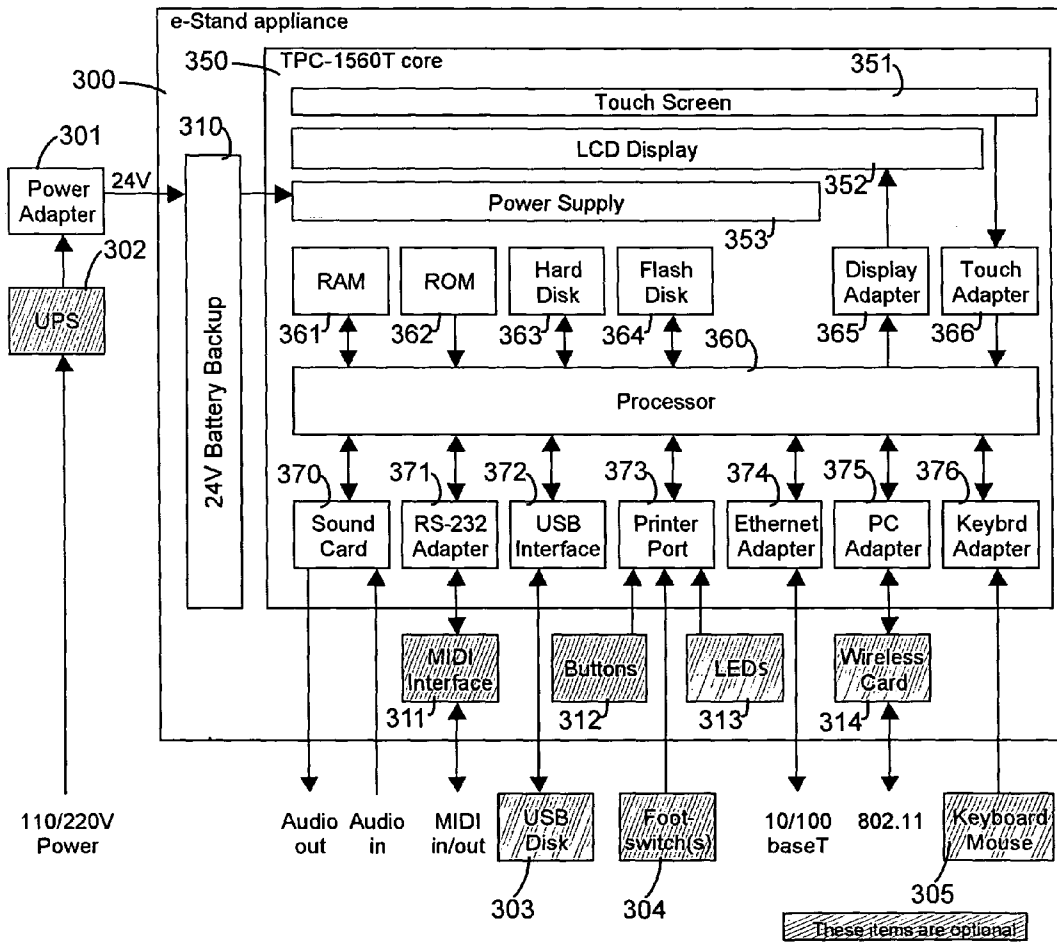 e-Stand appliance
300
350
TPC-1560T core
351
Touch Screen
301
310
LCD Display
352
Power
Adapter
24V
Power Supply
353
302
UPS
24V Battery Backup
RAM
361
ROM
362
Hard
Disk
363
Flash
Disk
364
Display
Adapter
365
Touch
Adapter
366
360
Processor
370
371
372
373
374
375
376
Sound
Card
RS-232
Adapter
USB
Interface
Printer
Port
Ethernet
Adapter
PC
Adapter
Keybrd
Adapter
MIDI
Interface
311
Buttons
312
LEDs
313
Wireless
Card
314
110/220V
Power
Audio
out
Audio
in
MIDI
in/out
USB
Disk
303
Foot-
switch(s)
304
10/100
baseT
802.11
Keyboard
Mouse
305
These items are optional